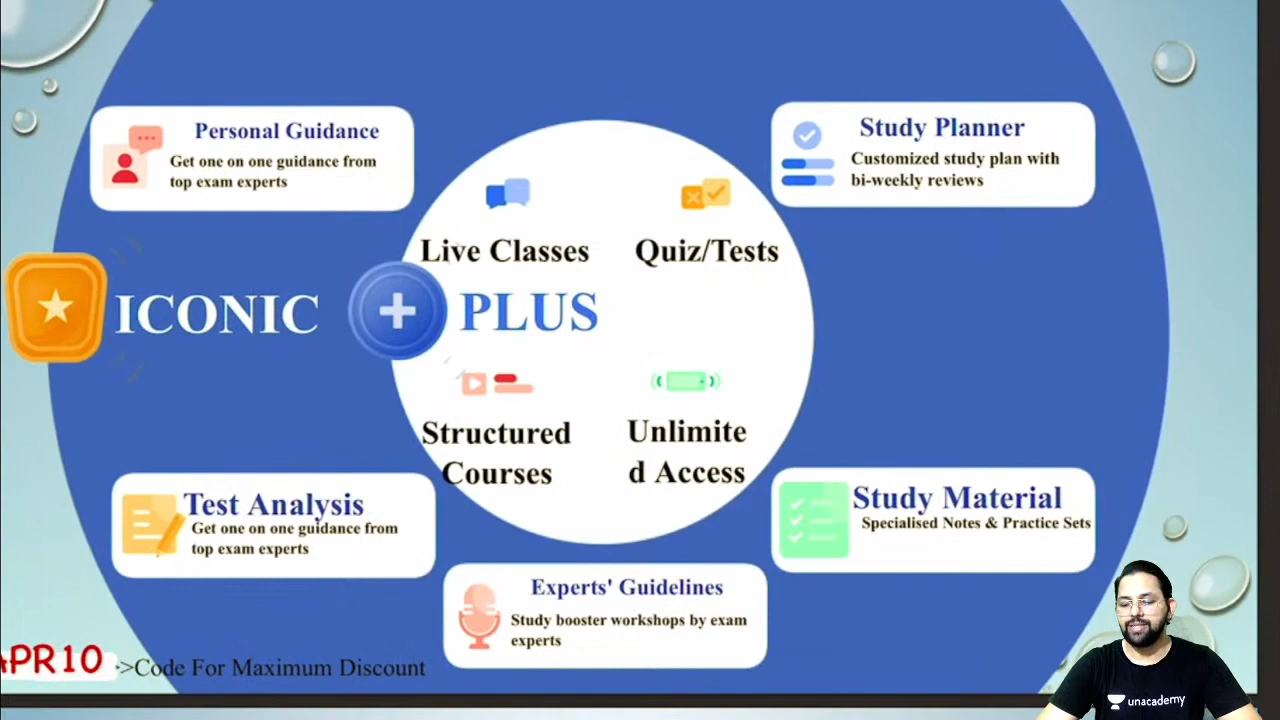 Personal Guidance
Get one on one guidance from
top exam experts
Study Planner
Customized study plan with
bi-weekly reviews
Live Classes
Quiz/Tests
ICONIC
PLUS
Structured
Courses
Unlimite
d Access
Test Analysis
Get one on one guidance from
top exam experts
Study Material
Specialised Notes & Practice Sets
Experts' Guidelines
Study booster workshops by exam
experts
APR10 ->Code For Maximum Discount
unacademy